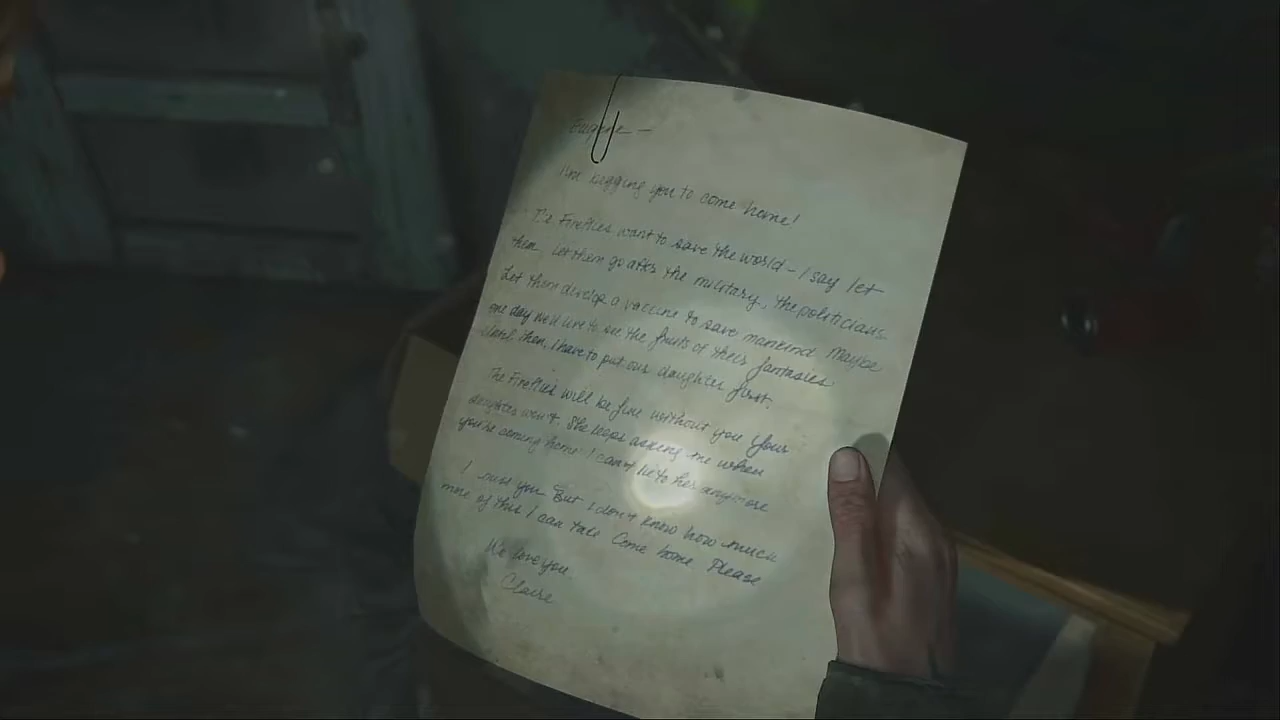 Eugene —
I'm begging you to come home!
The Fireflies want to save the world - I say let
them. Let them go after the military, the politicians.
Let them develop a vaccine to save mankind. Maybe
one day we'll live to see the fruits of their fantasies.
Until then, I have to put our daughter first.
The Fireflies will be fine without you. Your
daughter won't. She keeps asking me when
you're coming home. I can't lie to her anymore.
I miss you. But I don't know how much
more of this I can take. Come home. Please.
We love you.
Claire